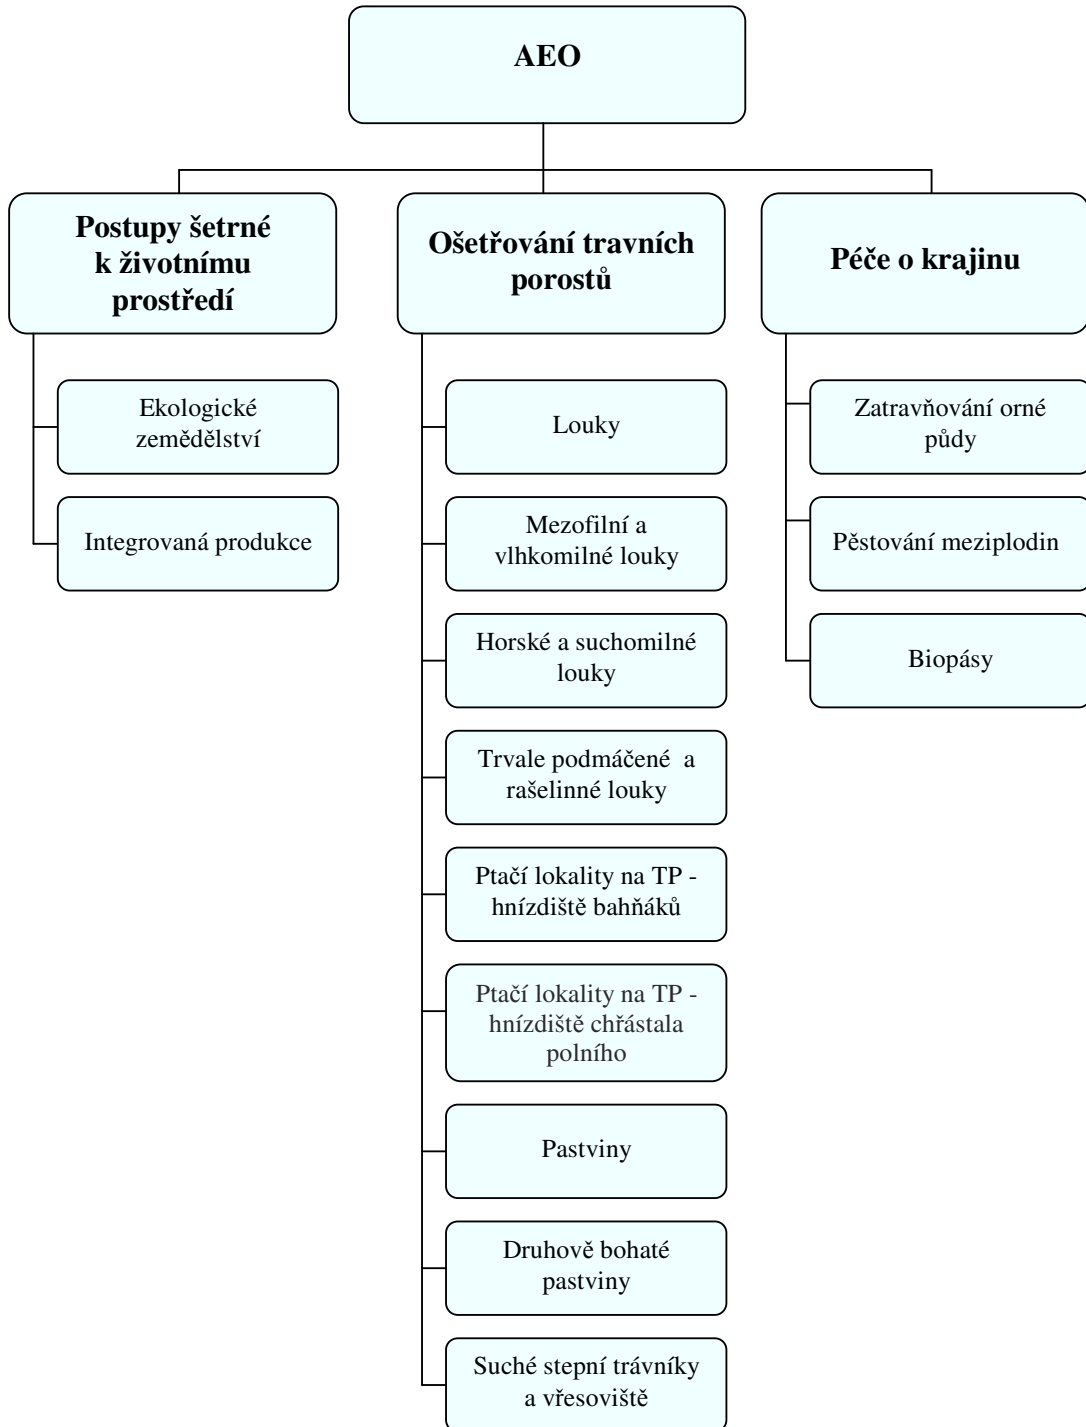 AEO
Postupy šetrné
k životnímu
prostředí
Ekologické
zemědělství
Integrovaná produkce
Ošetřování travních
porostů
Louky
Mezofilní a
vlhkomilné louky
Horské a suchomilné
louky
Trvale podmáčené a
rašelinné louky
Ptačí lokality na TP -
hnízdiště bahňáků
Ptačí lokality na TP -
hnízdiště chřástala
polního
Pastviny
Druhově bohaté
pastviny
Suché stepní trávníky
a vřesoviště
Péče o krajinu
Zatravňování orné
půdy
Pěstování meziplodin
Biopásy